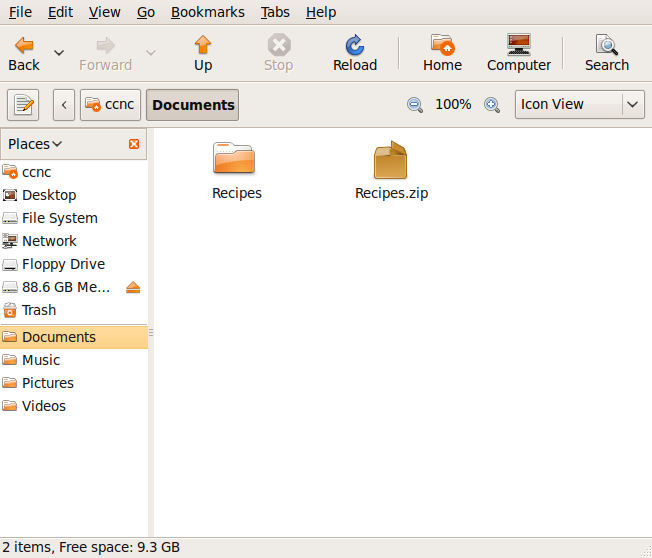 File Edit View Go Bookmarks Tabs Help
Back Forward Up Stop Reload Home Computer Search
ccnc Documents 100% Icon View
Places
ccnc
Desktop
File System
Network
Floppy Drive
88.6 GB Me...
Trash
Documents
Music
Pictures
Videos
Recipes Recipes.zip
2 items, Free space: 9.3 GB